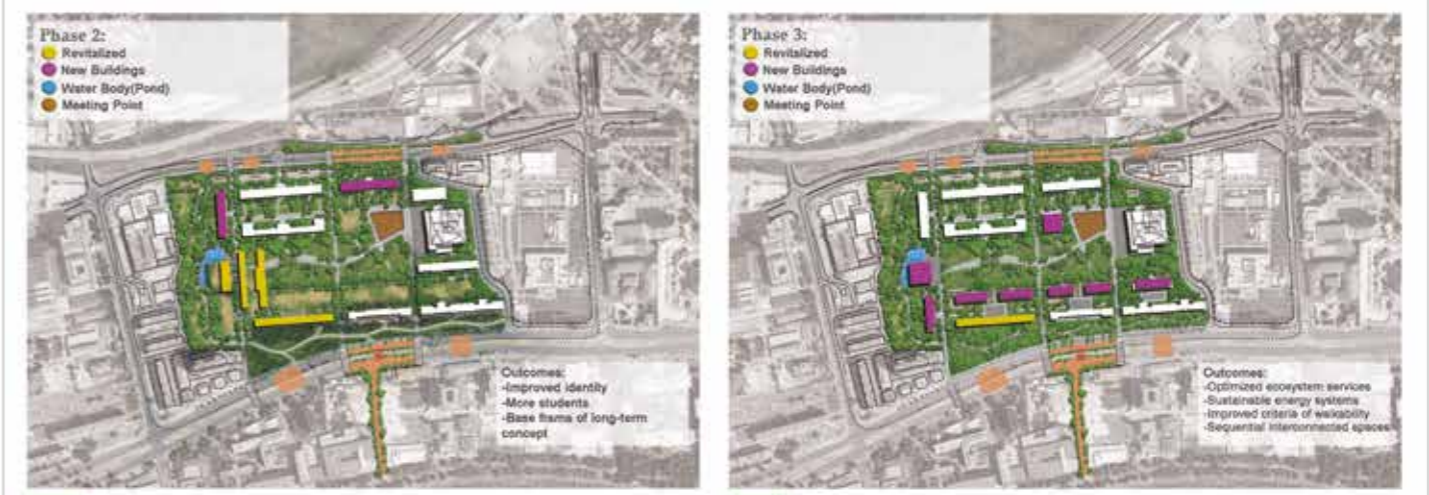 Phase 2:
Revitalized
New Buildings
Water Body(Pond)
Meeting Point
Outcomes:
-Improved identity
-More students
-Base frame of long-term
concept
Phase 3:
Revitalized
New Buildings
Water Body(Pond)
Meeting Point
Outcomes:
-Optimized ecosystem services
-Sustainable energy systems
-Improved criteria of walkability
-Sequential interconnected spaces